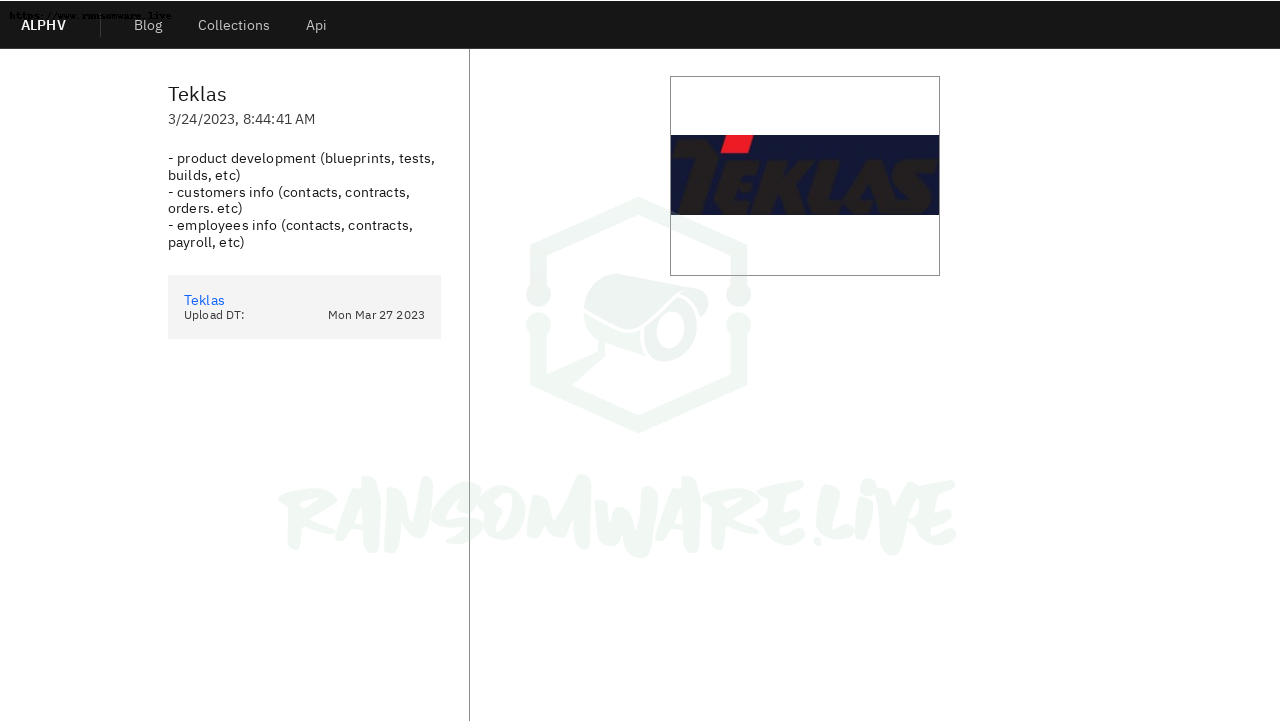 https://www.ransomware.live
ALPHV Blog Collections Api
Teklas
3/24/2023, 8:44:41 AM
- product development (blueprints, tests,
builds, etc)
- customers info (contacts, contracts,
orders. etc)
- employees info (contacts, contracts,
payroll, etc)
Teklas
Upload DT: Mon Mar 27 2023
TEKLAS
RANSOMWARE.LIVE